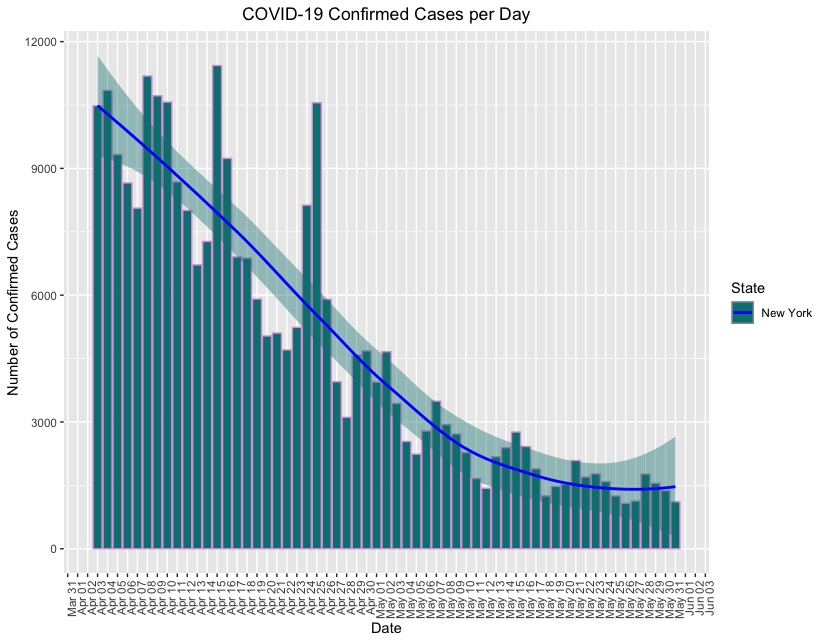 COVID-19 Confirmed Cases per Day
12000
9000
6000
3000
0
Number of Confirmed Cases
Mar 31
Apr 01
Apr 02
Apr 03
Apr 04
Apr 05
Apr 06
Apr 07
Apr 08
Apr 09
Apr 10
Apr 11
Apr 12
Apr 13
Apr 14
Apr 15
Apr 16
Apr 17
Apr 18
Apr 19
Apr 20
Apr 21
Apr 22
Apr 23
Apr 24
Apr 25
Apr 26
Apr 27
Apr 28
Apr 29
Apr 30
May 01
May 02
May 03
May 04
May 05
May 06
May 07
May 08
May 09
May 10
May 11
May 12
May 13
May 14
May 15
May 16
May 17
May 18
May 19
May 20
May 21
May 22
May 23
May 24
May 25
May 26
May 27
May 28
May 29
May 30
May 31
Jun 01
Jun 02
Jun 03
Date
State
New York